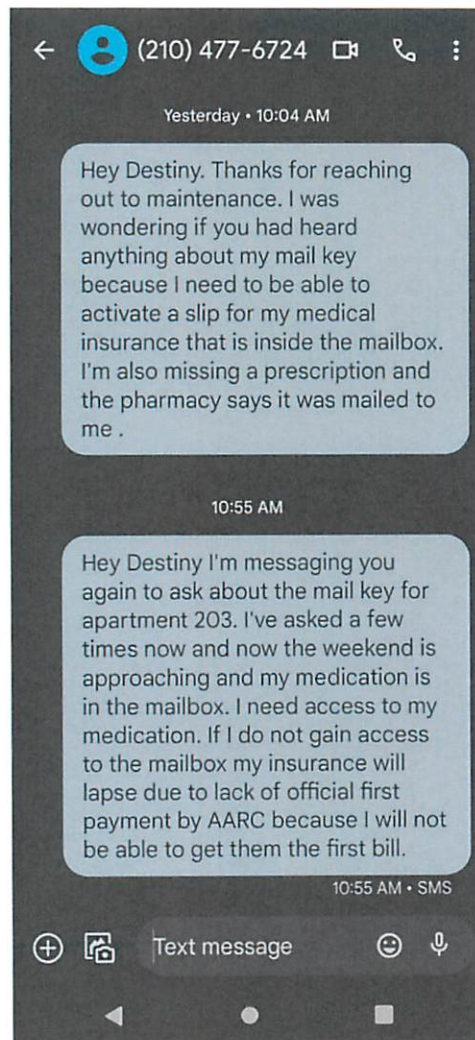 (210) 477-6724
Yesterday • 10:04 AM
Hey Destiny. Thanks for reaching
out to maintenance. I was
wondering if you had heard
anything about my mail key
because I need to be able to
activate a slip for my medical
insurance that is inside the mailbox.
I'm also missing a prescription and
the pharmacy says it was mailed to
me .
10:55 AM
Hey Destiny I'm messaging you
again to ask about the mail key for
apartment 203. I've asked a few
times now and now the weekend is
approaching and my medication is
in the mailbox. I need access to my
medication. If I do not gain access
to the mailbox my insurance will
lapse due to lack of official first
payment by AARC because I will not
be able to get them the first bill.
10:55 AM • SMS
Text message